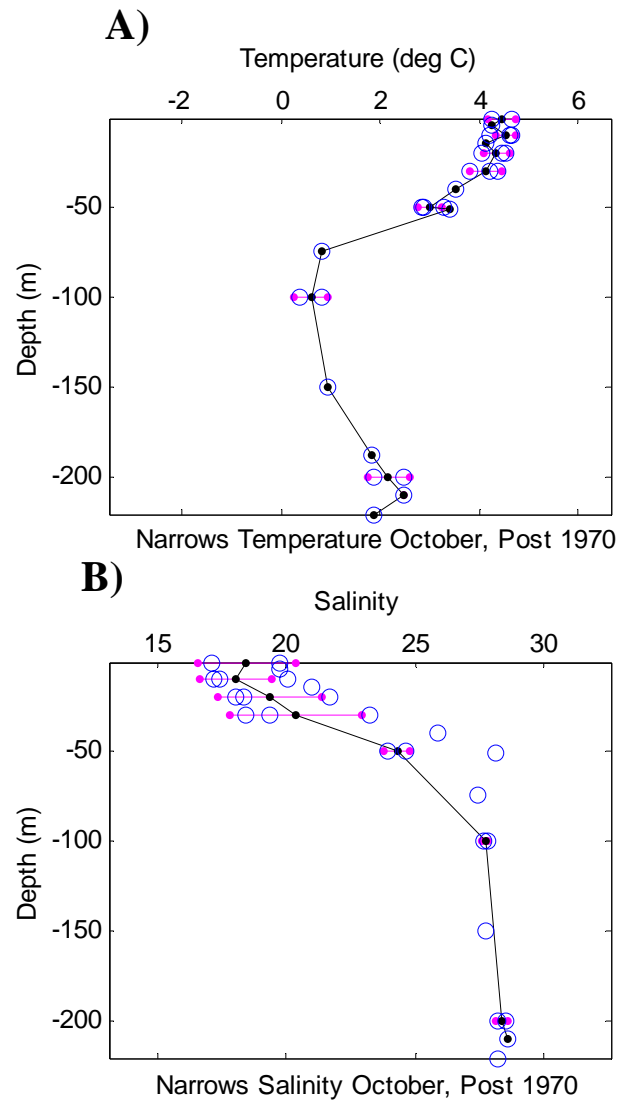 A)
Temperature (deg C)
-2 0 2 4 6
-50
-100
-150
-200
Depth (m)
Narrows Temperature October, Post 1970
B)
Salinity
15 20 25 30
-50
-100
-150
-200
Depth (m)
Narrows Salinity October, Post 1970